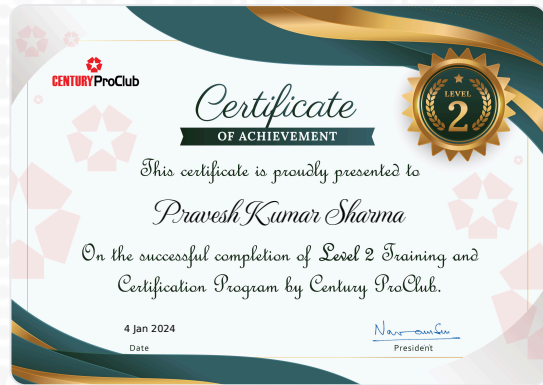 CENTURY ProClub
Certificate
OF ACHIEVEMENT
LEVEL
2
This certificate is proudly presented to
Pravesh Kumar Sharma
On the successful completion of Level 2 Training and
Certification Program by Century ProClub.
4 Jan 2024
Date
President